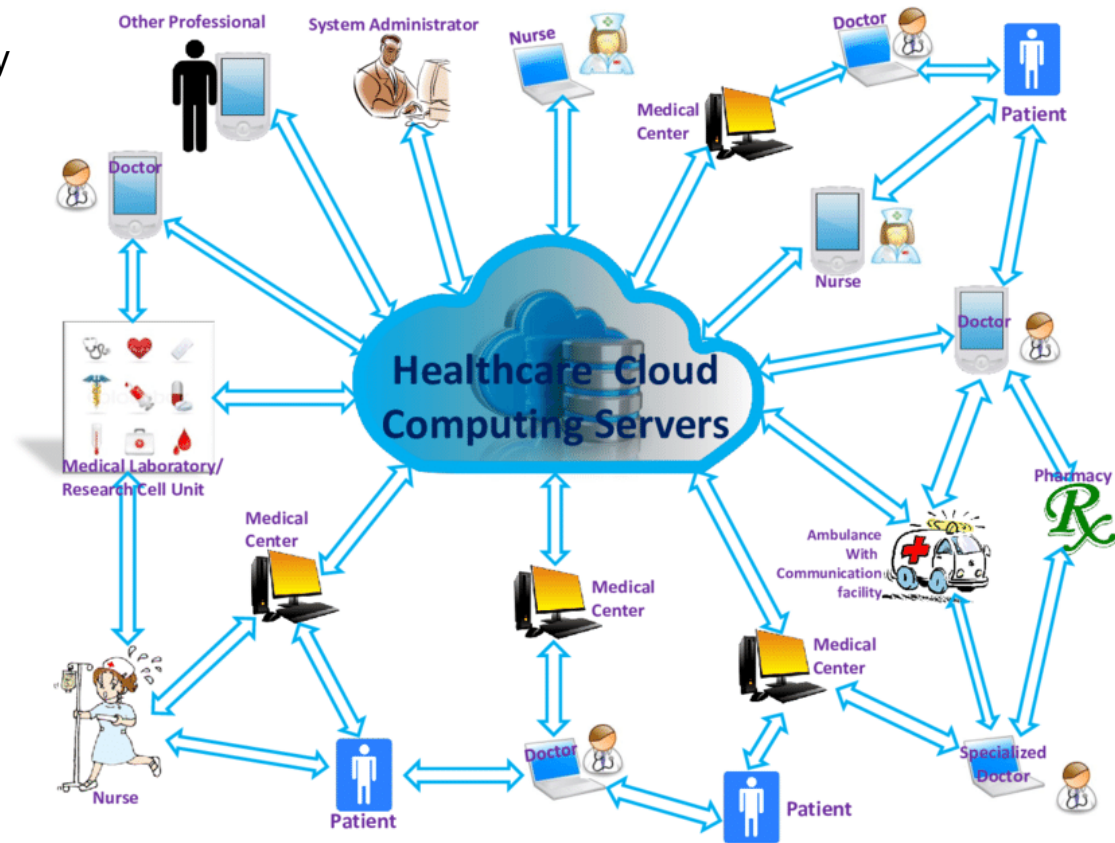 y
Other Professional
System Administrator
Nurse
Doctor
Medical
Center
Patient
Doctor
Nurse
Doctor
Healthcare Cloud
Computing Servers
Medical Laboratory/
Research Cell Unit
Pharmacy
Rx
Ambulance
With
Communication
facility
Medical
Center
Medical
Center
Medical
Center
Nurse
Patient
Doctor
Patient
Specialized
Doctor